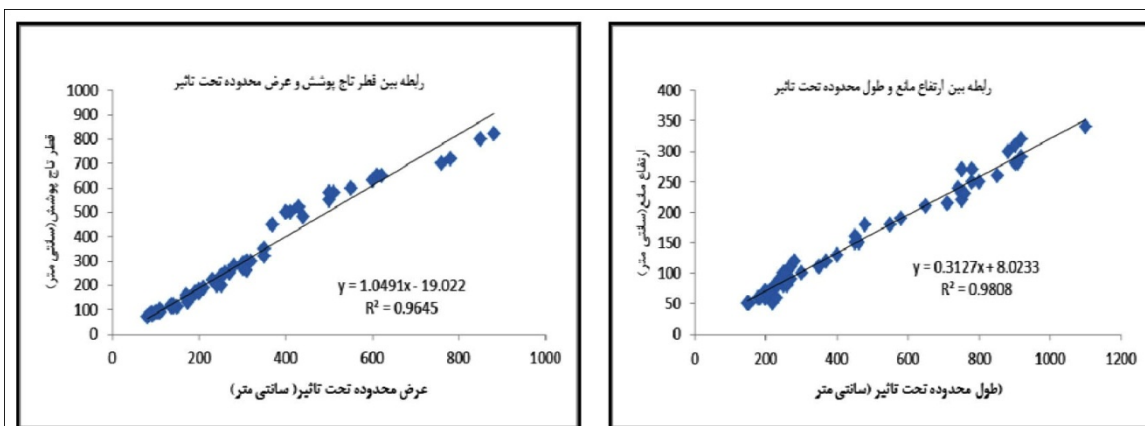 رابطه بین قطر تاج پوشش و عرض محدوده تحت تاثیر
قطر تاج پوشش(سانتی متر)
1000
900
800
700
600
500
400
300
200
100
0
y = 1.0491x - 19.022
R² = 0.9645
0 200 400 600 800 1000
عرض محدوده تحت تاثیر( سانتی متر)
رابطه بین ارتفاع مانع و طول محدوده تحت تاثیر
ارتفاع مانع(سانتی متر)
400
350
300
250
200
150
100
50
0
y = 0.3127x + 8.0233
R² = 0.9808
0 200 400 600 800 1000 1200
(طول محدوده تحت تاثیر (سانتی متر